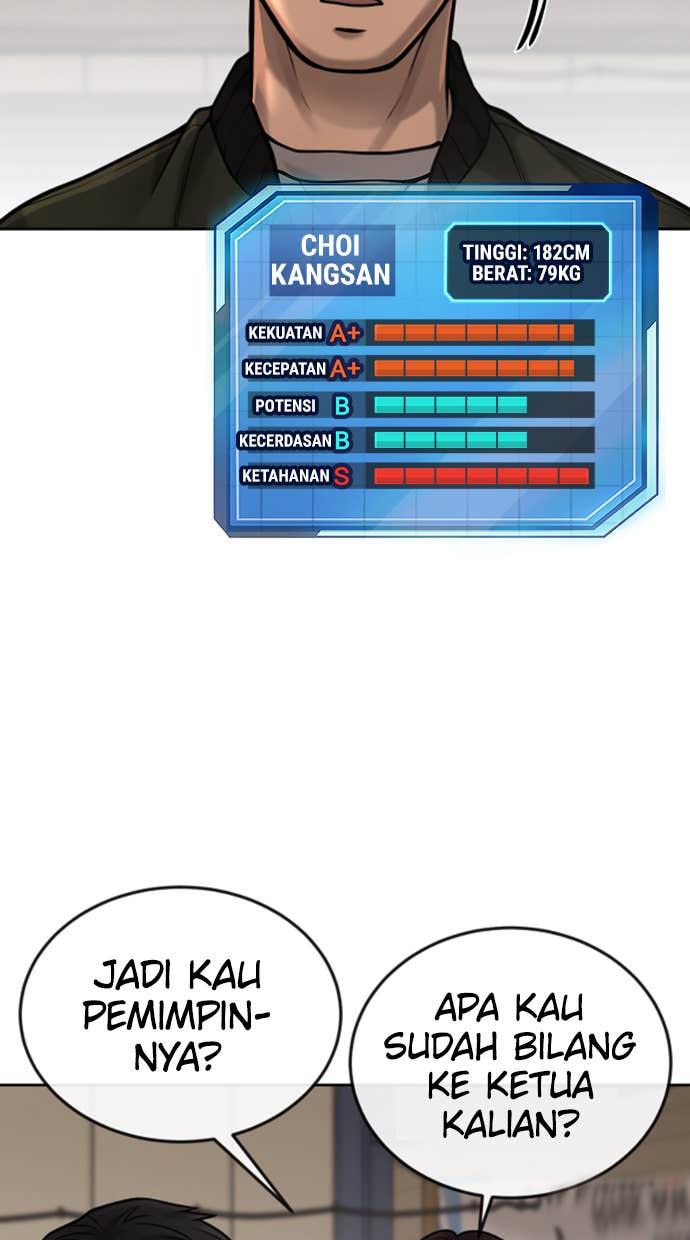 CHOI
KANGSAN
TINGGI: 182CM
BERAT: 79KG
KEKUATAN A+
KECEPATAN A+
POTENSI B
KECERDASAN B
KETAHANAN S
JADI KAU
PEMIMPIN-
NYA?
APA KAU
SUDAH BILANG
KE KETUA
KALIAN?